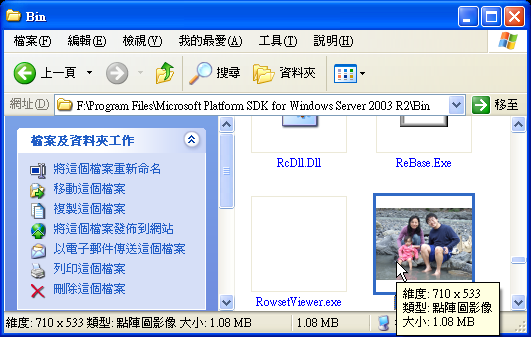 Bin
檔案(F) 編輯(E) 檢視(V) 我的最愛(A) 工具(T) 說明(H)
上一頁 搜尋 資料夾
網址(D) F:\Program Files\Microsoft Platform SDK for Windows Server 2003 R2\Bin 移至
檔案及資料夾工作
將這個檔案重新命名
移動這個檔案
複製這個檔案
將這個檔案發佈到網站
以電子郵件傳送這個檔案
列印這個檔案
刪除這個檔案
RcDll.Dll ReBase.Exe
RowsetViewer.exe
維度: 710 x 533
類型: 點陣圖影像
大小: 1.08 MB
維度: 710 x 533 類型: 點陣圖影像 大小: 1.08 MB 1.08 MB